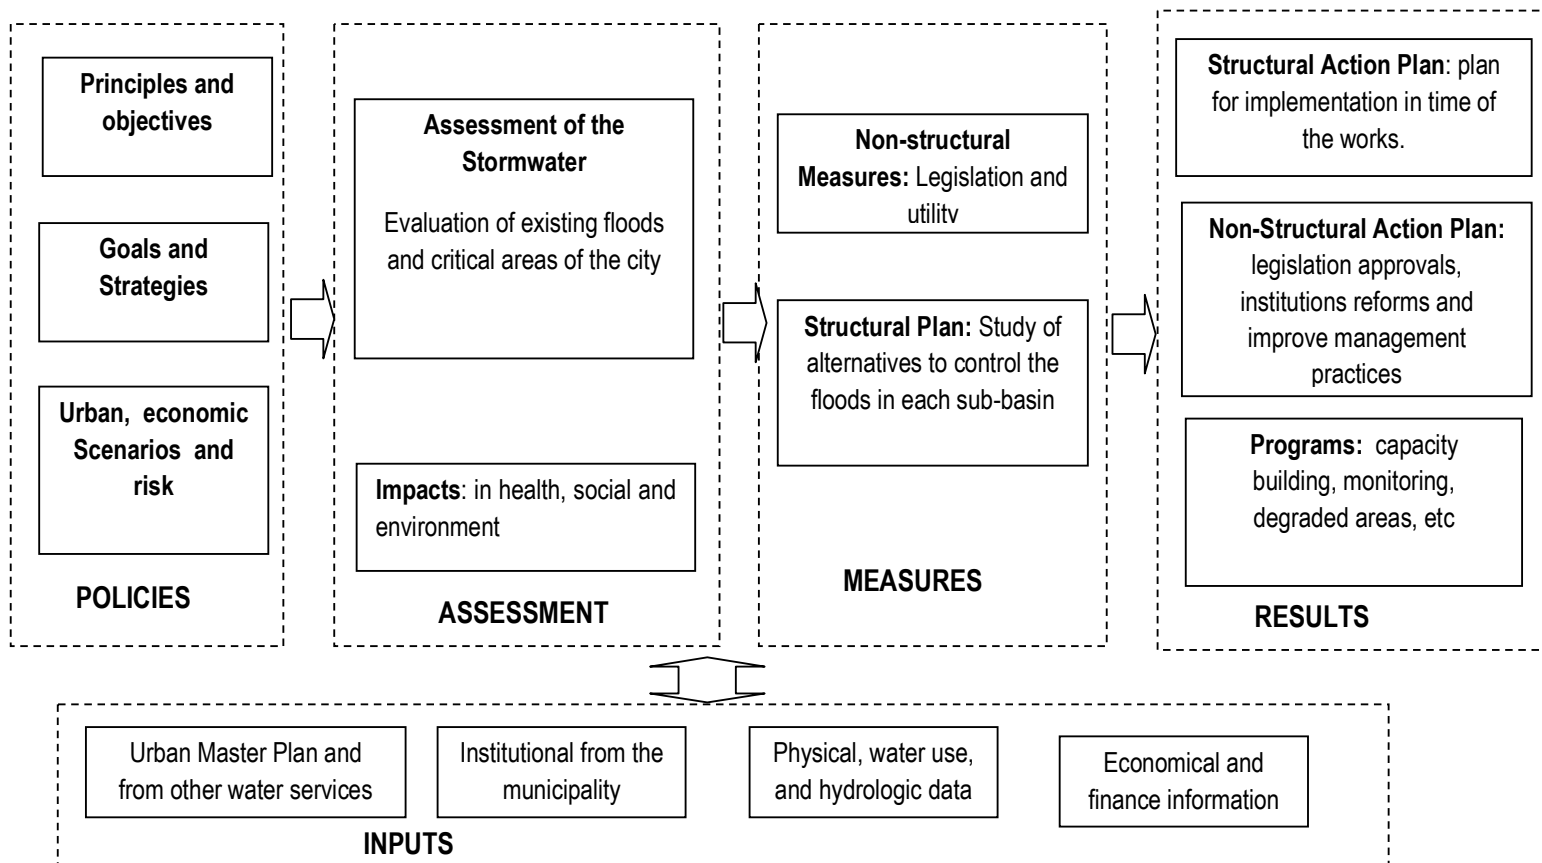 Principles and
objectives
Goals and
Strategies
Urban, economic
Scenarios and
risk
POLICIES
Assessment of the
Stormwater
Evaluation of existing floods
and critical areas of the city
Impacts: in health, social and
environment
ASSESSMENT
Non-structural
Measures: Legislation and
utility
Structural Plan: Study of
alternatives to control the
floods in each sub-basin
MEASURES
Structural Action Plan: plan
for implementation in time of
the works.
Non-Structural Action Plan:
legislation approvals,
institutions reforms and
improve management
practices
Programs: capacity
building, monitoring,
degraded areas, etc
RESULTS
Urban Master Plan and
from other water services
Institutional from the
municipality
Physical, water use,
and hydrologic data
Economical and
finance information
INPUTS